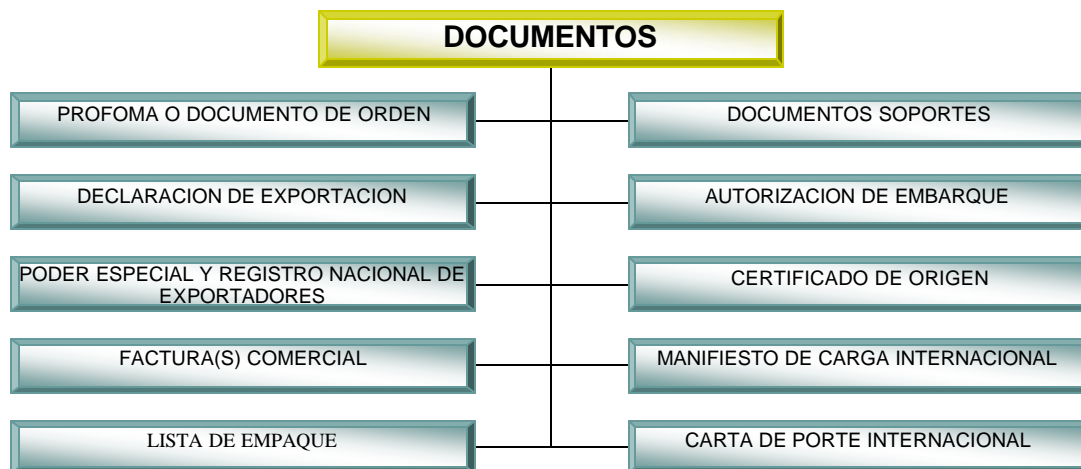 DOCUMENTOS
PROFOMA O DOCUMENTO DE ORDEN
DOCUMENTOS SOPORTES
DECLARACION DE EXPORTACION
AUTORIZACION DE EMBARQUE
PODER ESPECIAL Y REGISTRO NACIONAL DE
EXPORTADORES
CERTIFICADO DE ORIGEN
FACTURA(S) COMERCIAL
MANIFIESTO DE CARGA INTERNACIONAL
LISTA DE EMPAQUE
CARTA DE PORTE INTERNACIONAL